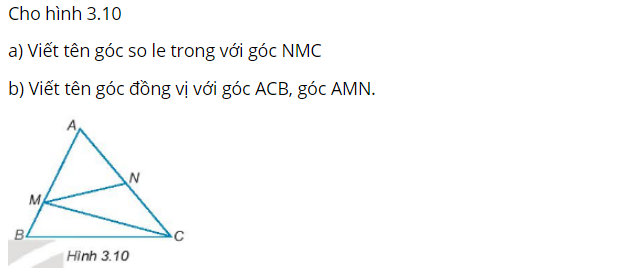 Cho hình 3.10
a) Viết tên góc so le trong với góc NMC
b) Viết tên góc đồng vị với góc ACB, góc AMN.
A
N
M
B
C
Hình 3.10